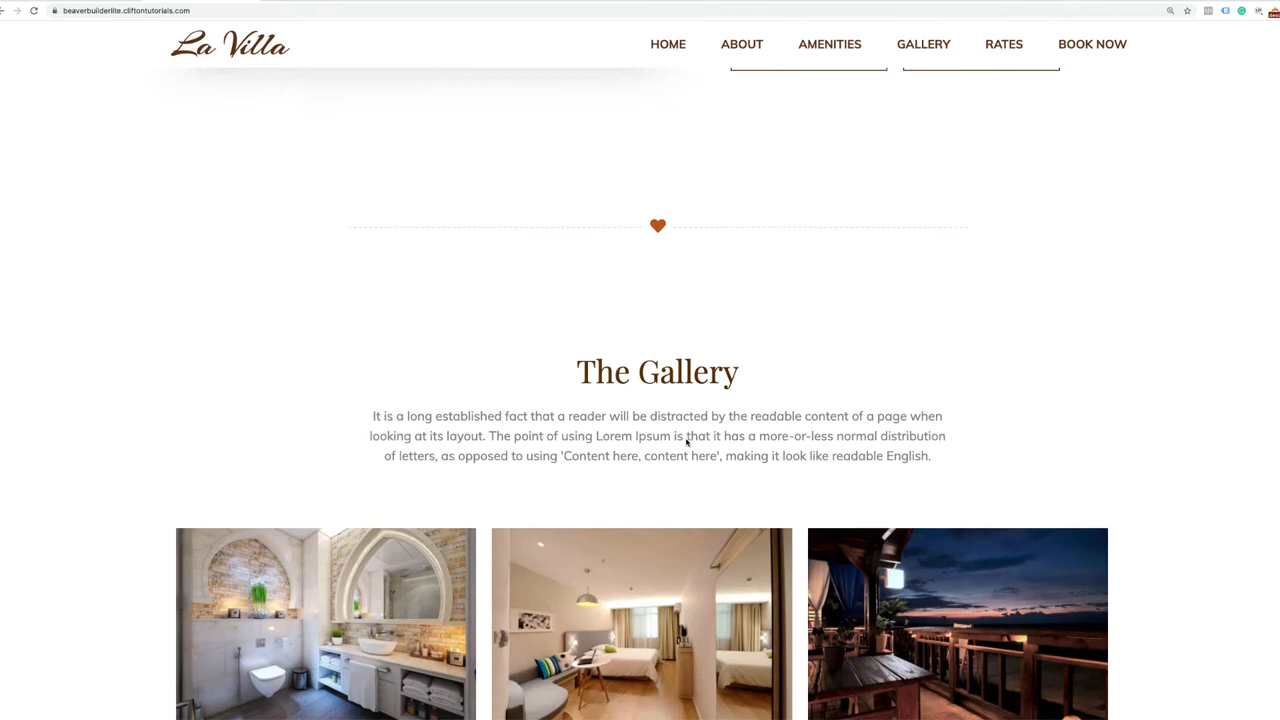 beaverbuilderlite.cliftontutorials.com
La Villa
HOME ABOUT AMENITIES GALLERY RATES BOOK NOW
The Gallery
It is a long established fact that a reader will be distracted by the readable content of a page when
looking at its layout. The point of using Lorem Ipsum is that it has a more-or-less normal distribution
of letters, as opposed to using 'Content here, content here', making it look like readable English.